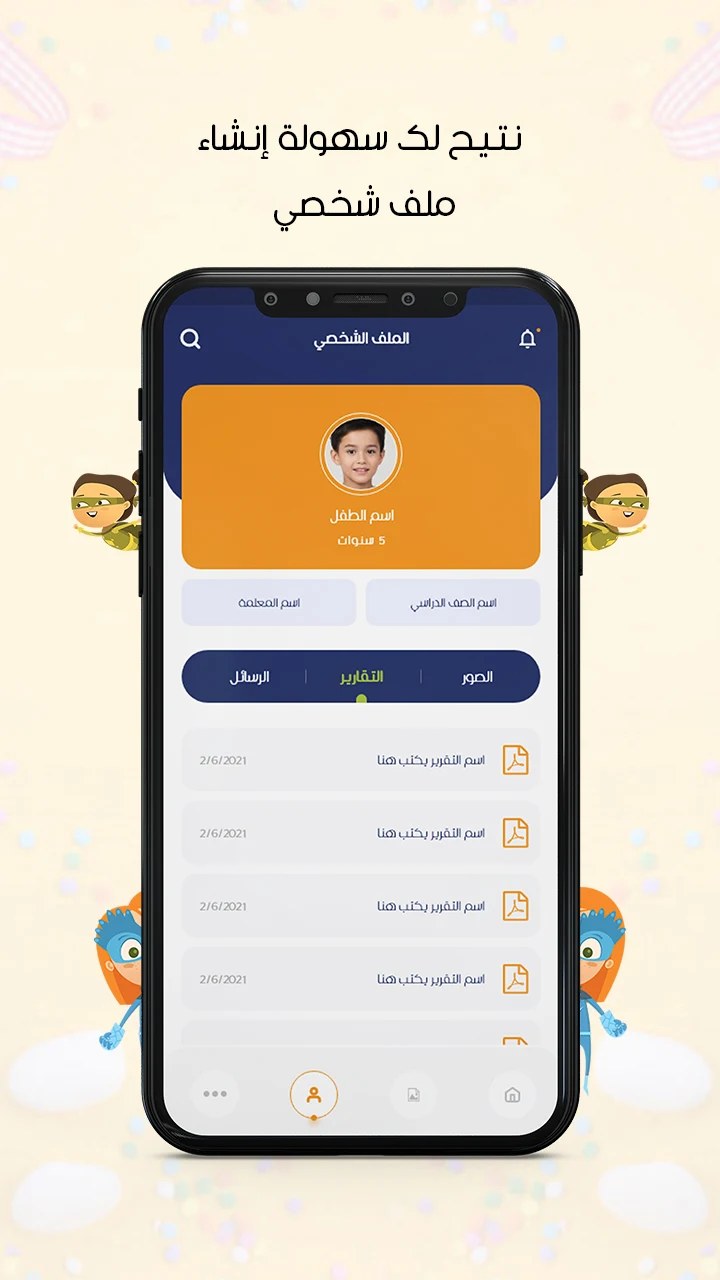 نتيح لك سهولة إنشاء
ملف شخصي
الملف الشخصي
اسم الطفل
5 سنوات
اسم الصف الدراسي
اسم المعلمة
الصور
التقارير
الرسائل
اسم التقرير يكتب هنا 2/6/2021
اسم التقرير يكتب هنا 2/6/2021
اسم التقرير يكتب هنا 2/6/2021
اسم التقرير يكتب هنا 2/6/2021